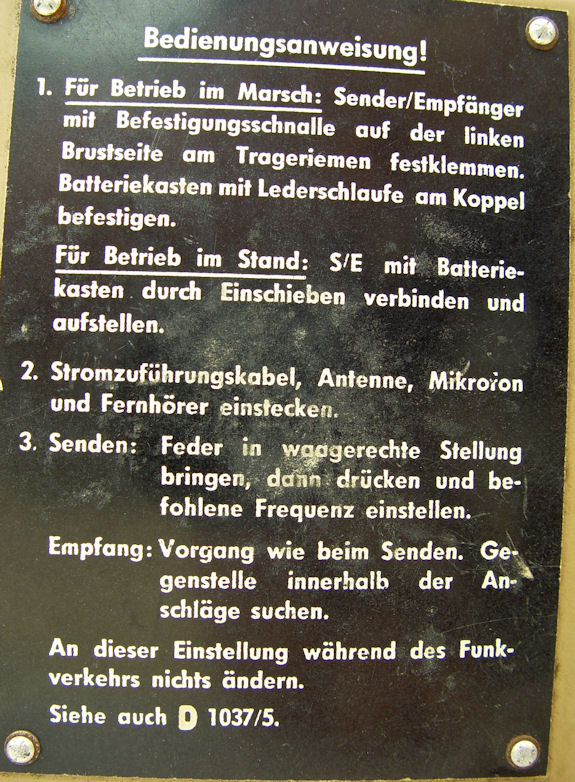 Bedienungsanweisung!
1. Für Betrieb im Marsch: Sender/Empfänger
mit Befestigungsschnalle auf der linken
Brustseite am Trageriemen festklemmen.
Batteriekasten mit Lederschlaufe am Koppel
befestigen.
Für Betrieb im Stand: S/E mit Batterie-
kasten durch Einschieben verbinden und
aufstellen.
2. Stromzuführungskabel, Antenne, Mikrofon
und Fernhörer einstecken.
3. Senden: Feder in waagerechte Stellung
bringen, dann drücken und be-
fohlene Frequenz einstellen.
Empfang: Vorgang wie beim Senden. Ge-
genstelle innerhalb der An-
schläge suchen.
An dieser Einstellung während des Funk-
verkehrs nichts ändern.
Siehe auch D 1037/5.